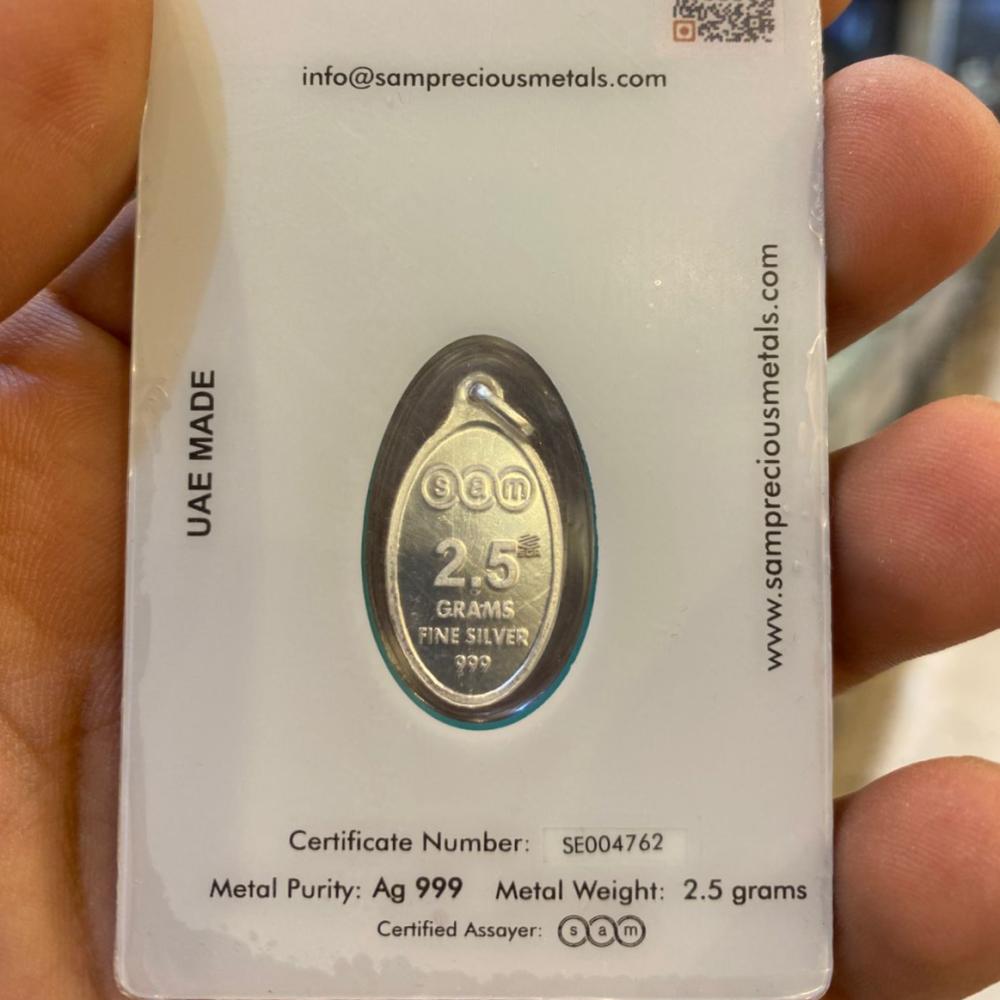 info@sampreciousmetals.com
UAE MADE
www.sampreciousmetals.com
sam
2.5
GRAMS
FINE SILVER
999
Certificate Number: SE004762
Metal Purity: Ag 999 Metal Weight: 2.5 grams
Certified Assayer: sam